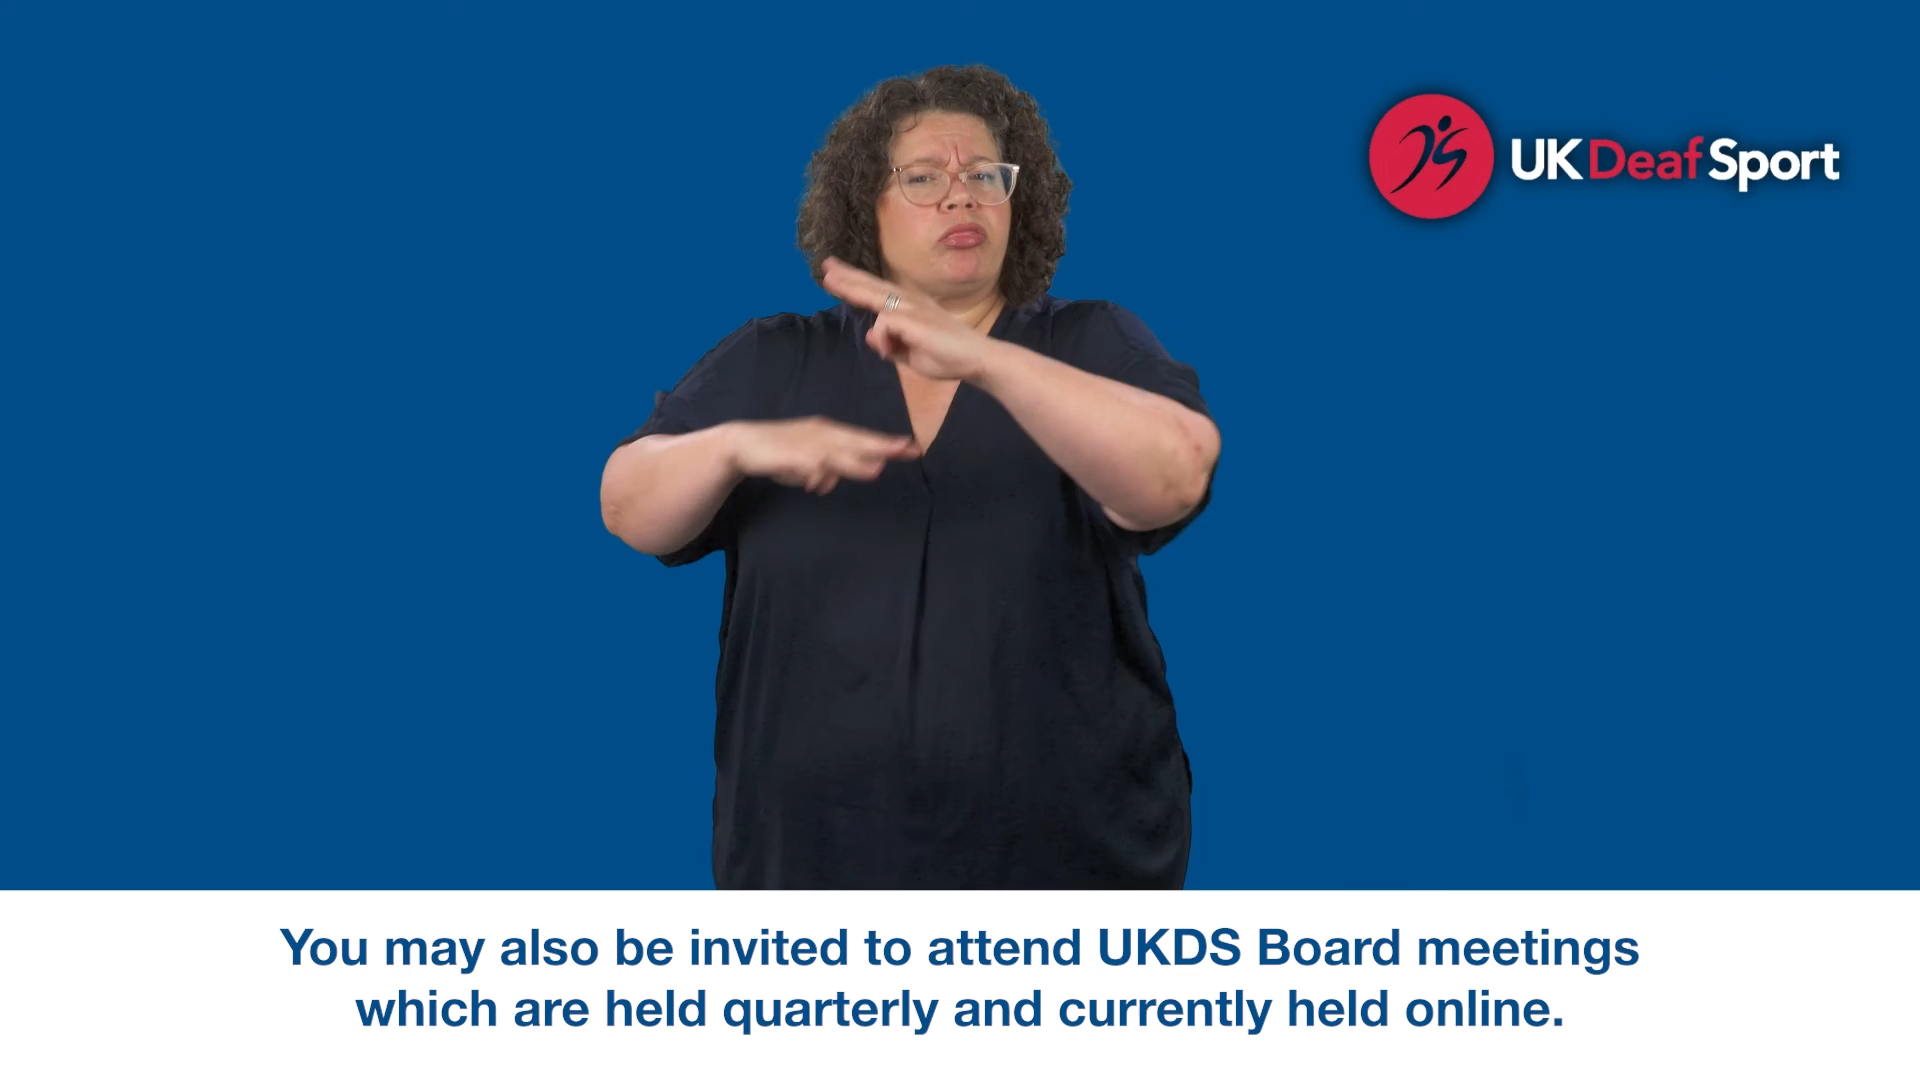 UK Deaf Sport
You may also be invited to attend UKDS Board meetings
which are held quarterly and currently held online.